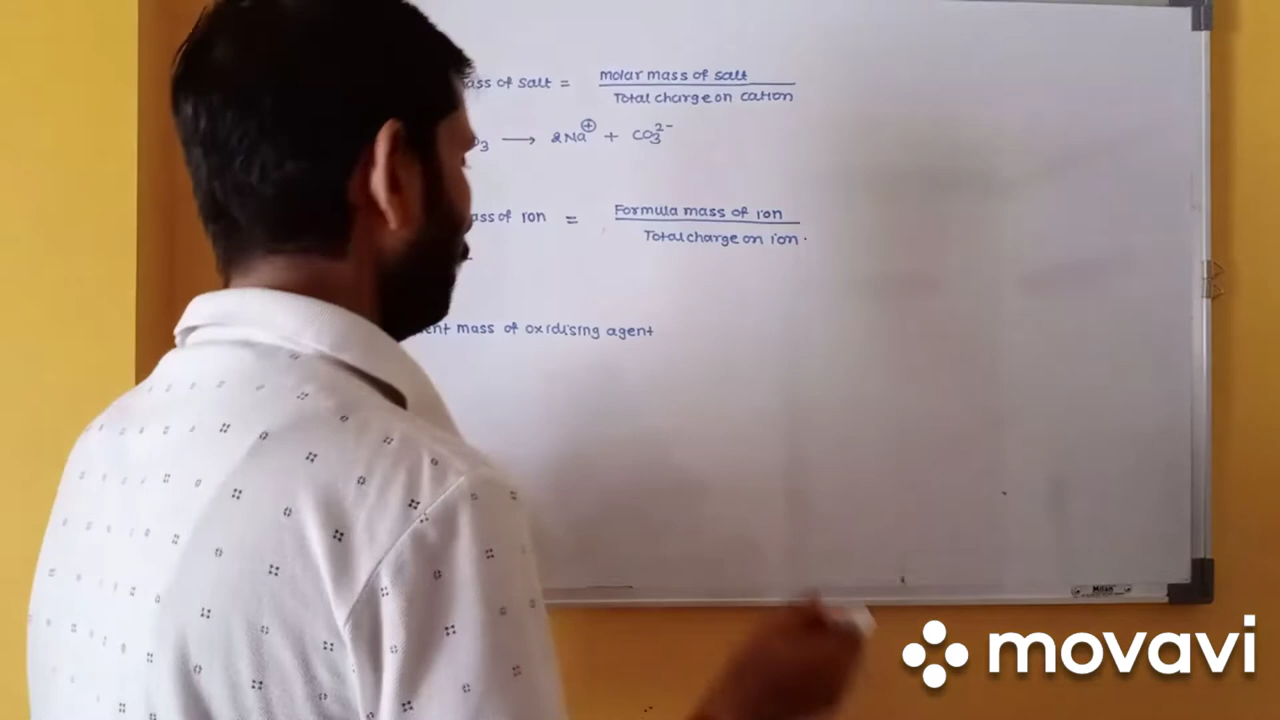 ass of salt = molar mass of salt
Total charge on cation
O3 ⟶ 2Na⊕ + CO3²⁻
ass of ion = Formula mass of ion
Total charge on ion.
ent mass of oxidising agent
movavi